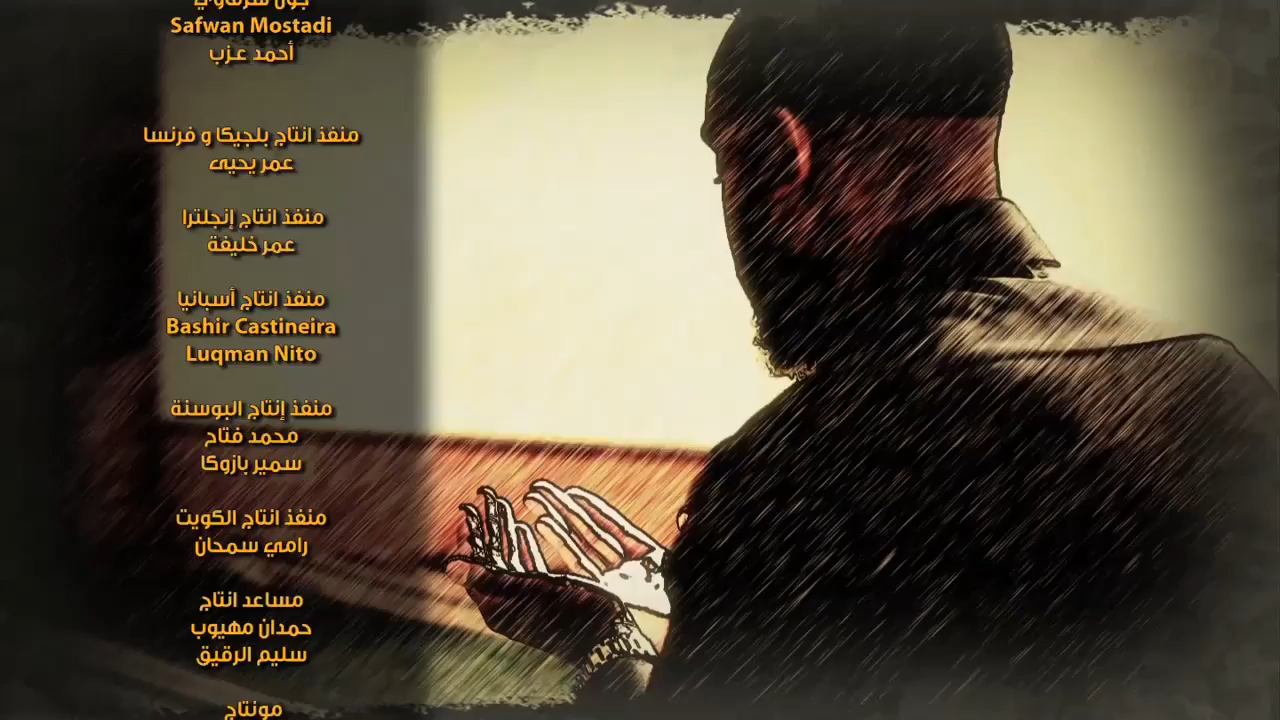 Safwan Mostadi
أحمد عزب
منفذ انتاج بلجيكا و فرنسا
عمر يحيى
منفذ انتاج إنجلترا
عمر خليفة
منفذ انتاج أسبانيا
Bashir Castineira
Luqman Nito
منفذ إنتاج البوسنة
محمد فتاح
سمير بازوكا
منفذ انتاج الكويت
رامي سمحان
مساعد انتاج
حمدان مهيوب
سليم الرقيق
مونتاج